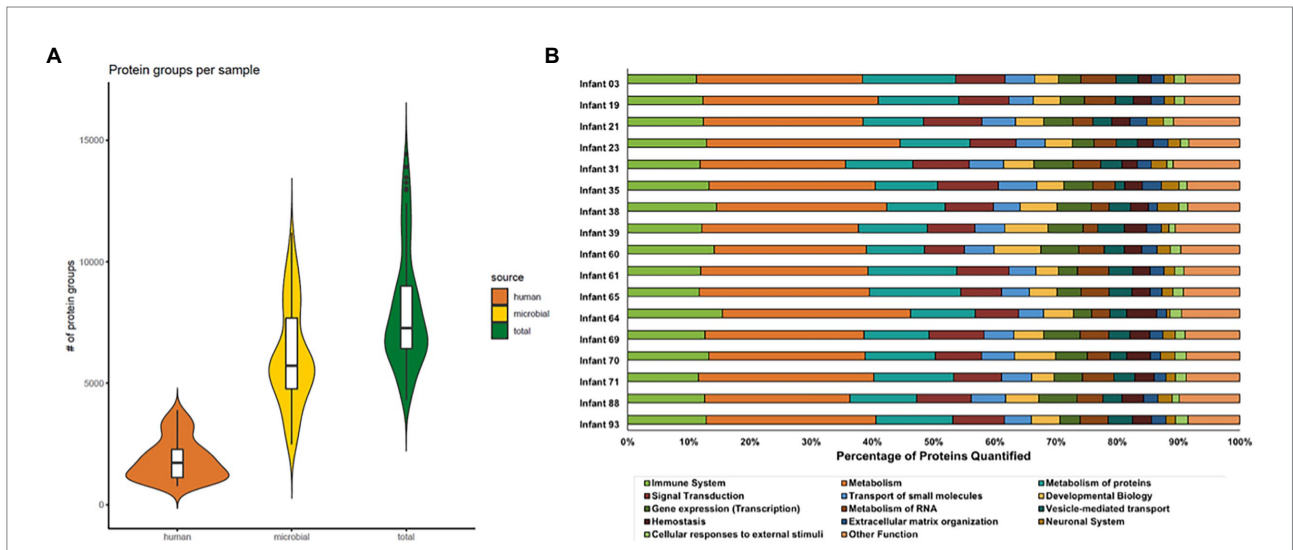 A
B
Protein groups per sample
# of protein groups
15000
10000
5000
0
human
microbial
total
source
human
microbial
total
Infant 03
Infant 19
Infant 21
Infant 23
Infant 31
Infant 35
Infant 38
Infant 39
Infant 60
Infant 61
Infant 65
Infant 64
Infant 69
Infant 70
Infant 71
Infant 88
Infant 93
0% 10% 20% 30% 40% 50% 60% 70% 80% 90% 100%
Percentage of Proteins Quantified
Immune System Metabolism Metabolism of proteins
Signal Transduction Transport of small molecules Developmental Biology
Gene expression (Transcription) Metabolism of RNA Vesicle-mediated transport
Hemostasis Extracellular matrix organization Neuronal System
Cellular responses to external stimuli Other Function